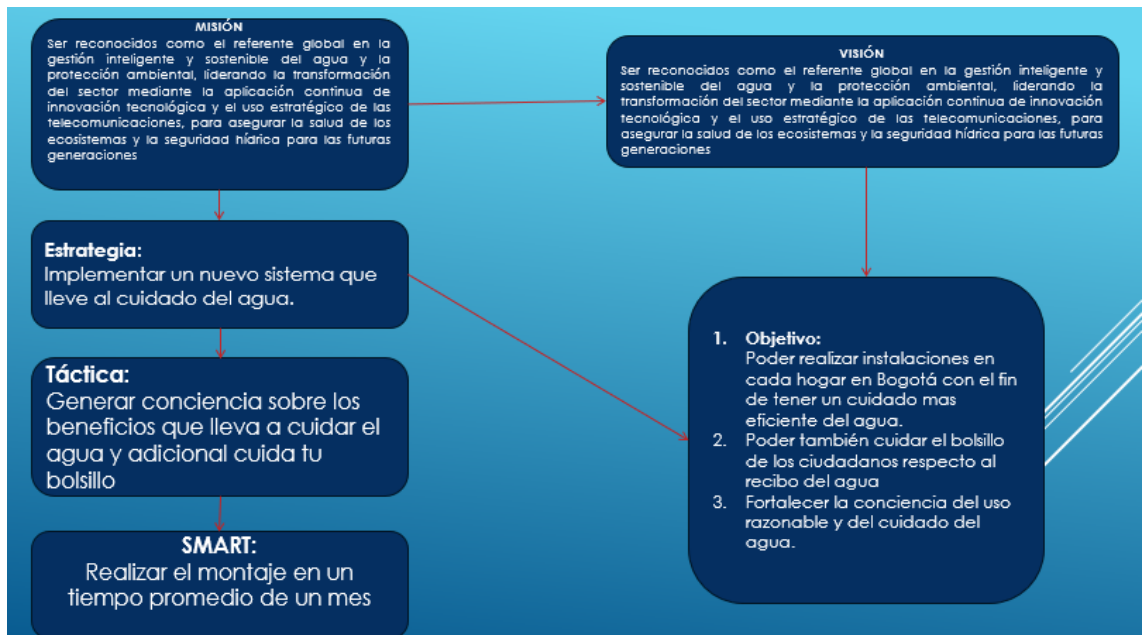 MISIÓN
Ser reconocidos como el referente global en la
gestión inteligente y sostenible del agua y la
protección ambiental, liderando la transformación
del sector mediante la aplicación continua de
innovación tecnológica y el uso estratégico de las
telecomunicaciones, para asegurar la salud de los
ecosistemas y la seguridad hídrica para las futuras
generaciones
VISIÓN
Ser reconocidos como el referente global en la gestión inteligente y
sostenible del agua y la protección ambiental, liderando la
transformación del sector mediante la aplicación continua de innovación
tecnológica y el uso estratégico de las telecomunicaciones, para
asegurar la salud de los ecosistemas y la seguridad hídrica para las futuras
generaciones
Estrategia:
Implementar un nuevo sistema que
lleve al cuidado del agua.
Táctica:
Generar conciencia sobre los
beneficios que lleva a cuidar el
agua y adicional cuida tu
bolsillo
SMART:
Realizar el montaje en un
tiempo promedio de un mes
1. Objetivo:
Poder realizar instalaciones en
cada hogar en Bogotá con el fin
de tener un cuidado mas
eficiente del agua.
2. Poder también cuidar el bolsillo
de los ciudadanos respecto al
recibo del agua
3. Fortalecer la conciencia del uso
razonable y del cuidado del
agua.